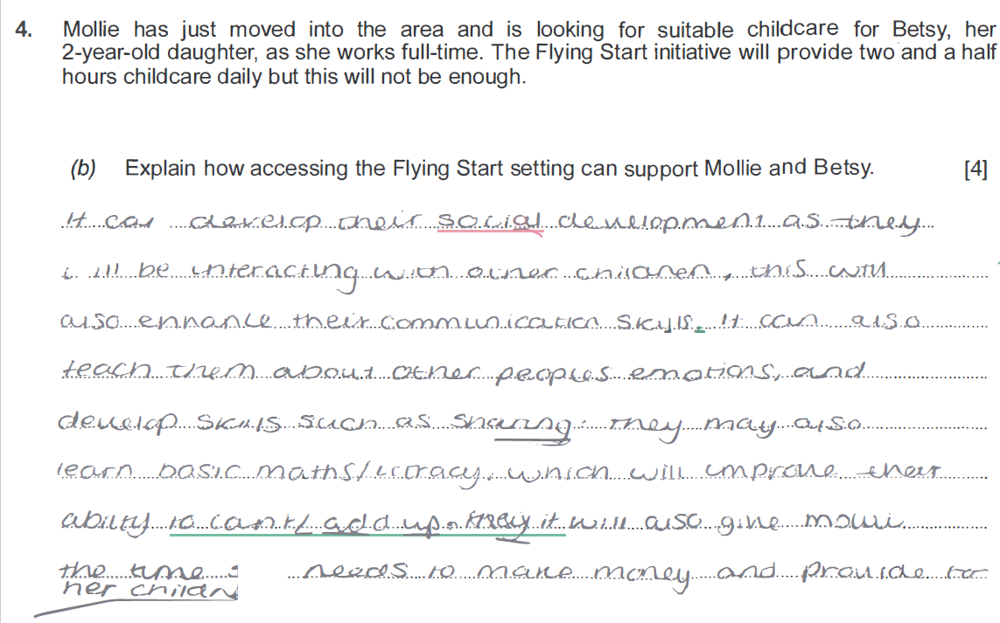 4. Mollie has just moved into the area and is looking for suitable childcare for Betsy, her
2-year-old daughter, as she works full-time. The Flying Start initiative will provide two and a half
hours childcare daily but this will not be enough.
(b) Explain how accessing the Flying Start setting can support Mollie and Betsy. [4]
It can develop their social development as they
will be interacting with other children, this will
also enhance their communication skills. It can also
teach them about other peoples emotions, and
develop skills such as sharing. They may also
learn basic maths/litracy, which will improve their
abilty to cant/ add up. it will also give mowi
the time needs to make money and provide for
her childn